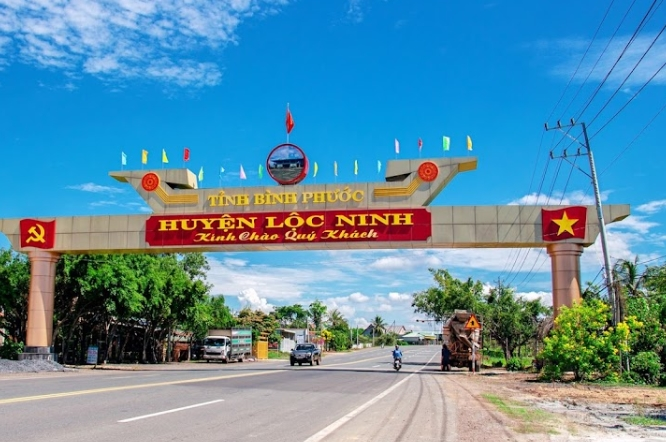 TỈNH BÌNH PHƯỚC
HUYỆN LỘC NINH
Kính Chào Quý Khách